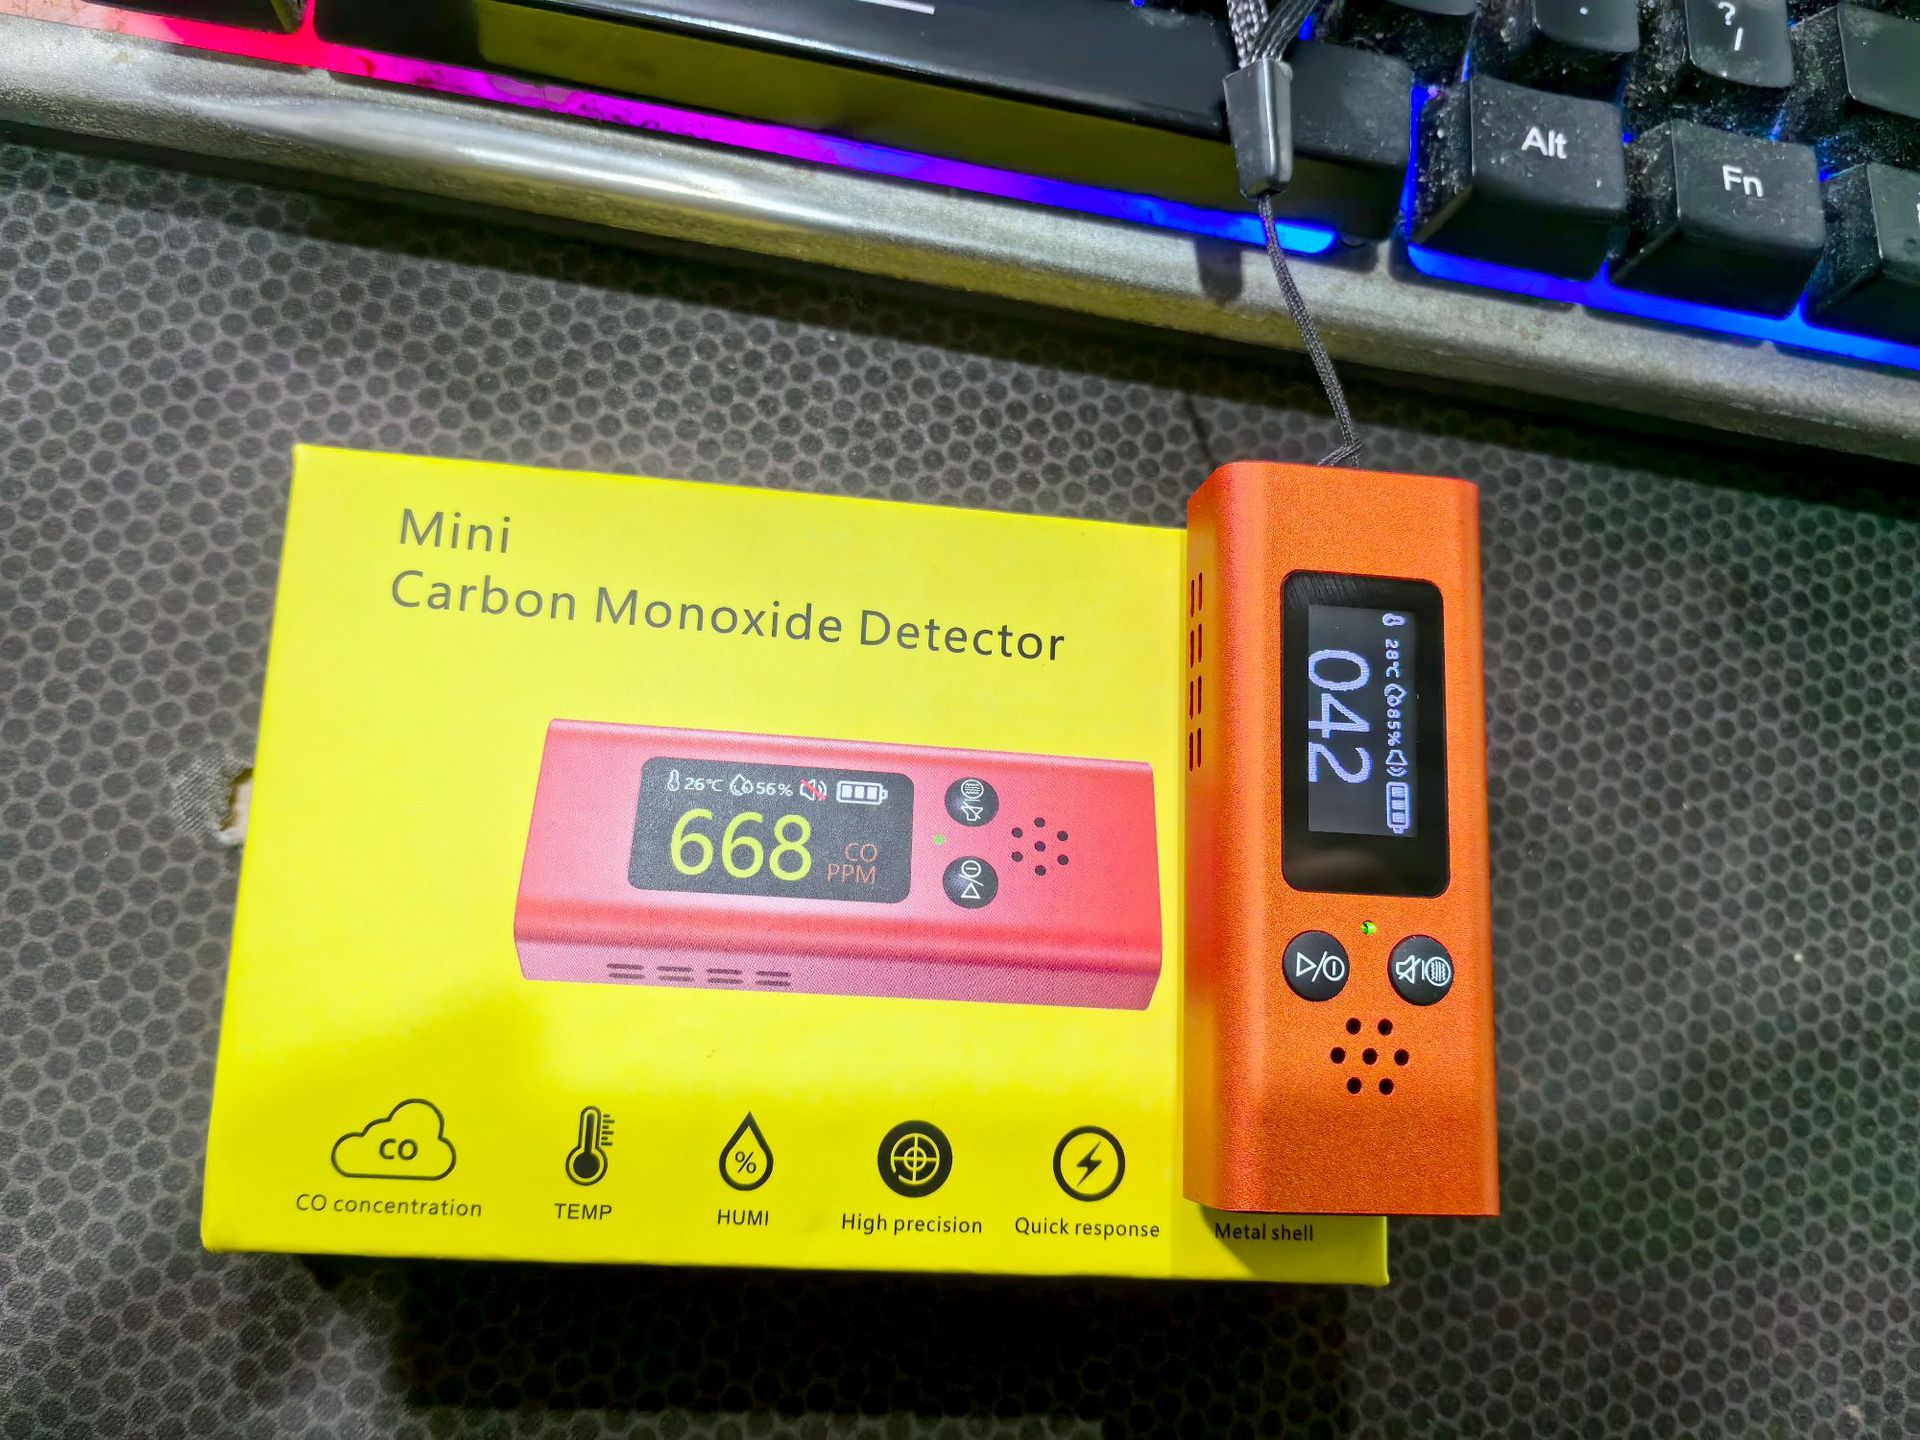 ?
/
Alt
Fn
Mini
Carbon Monoxide Detector
26℃ 56%
668
CO
PPM
28℃ 85%
042
CO
CO concentration
TEMP
%
HUMI
High precision
Quick response
Metal shell